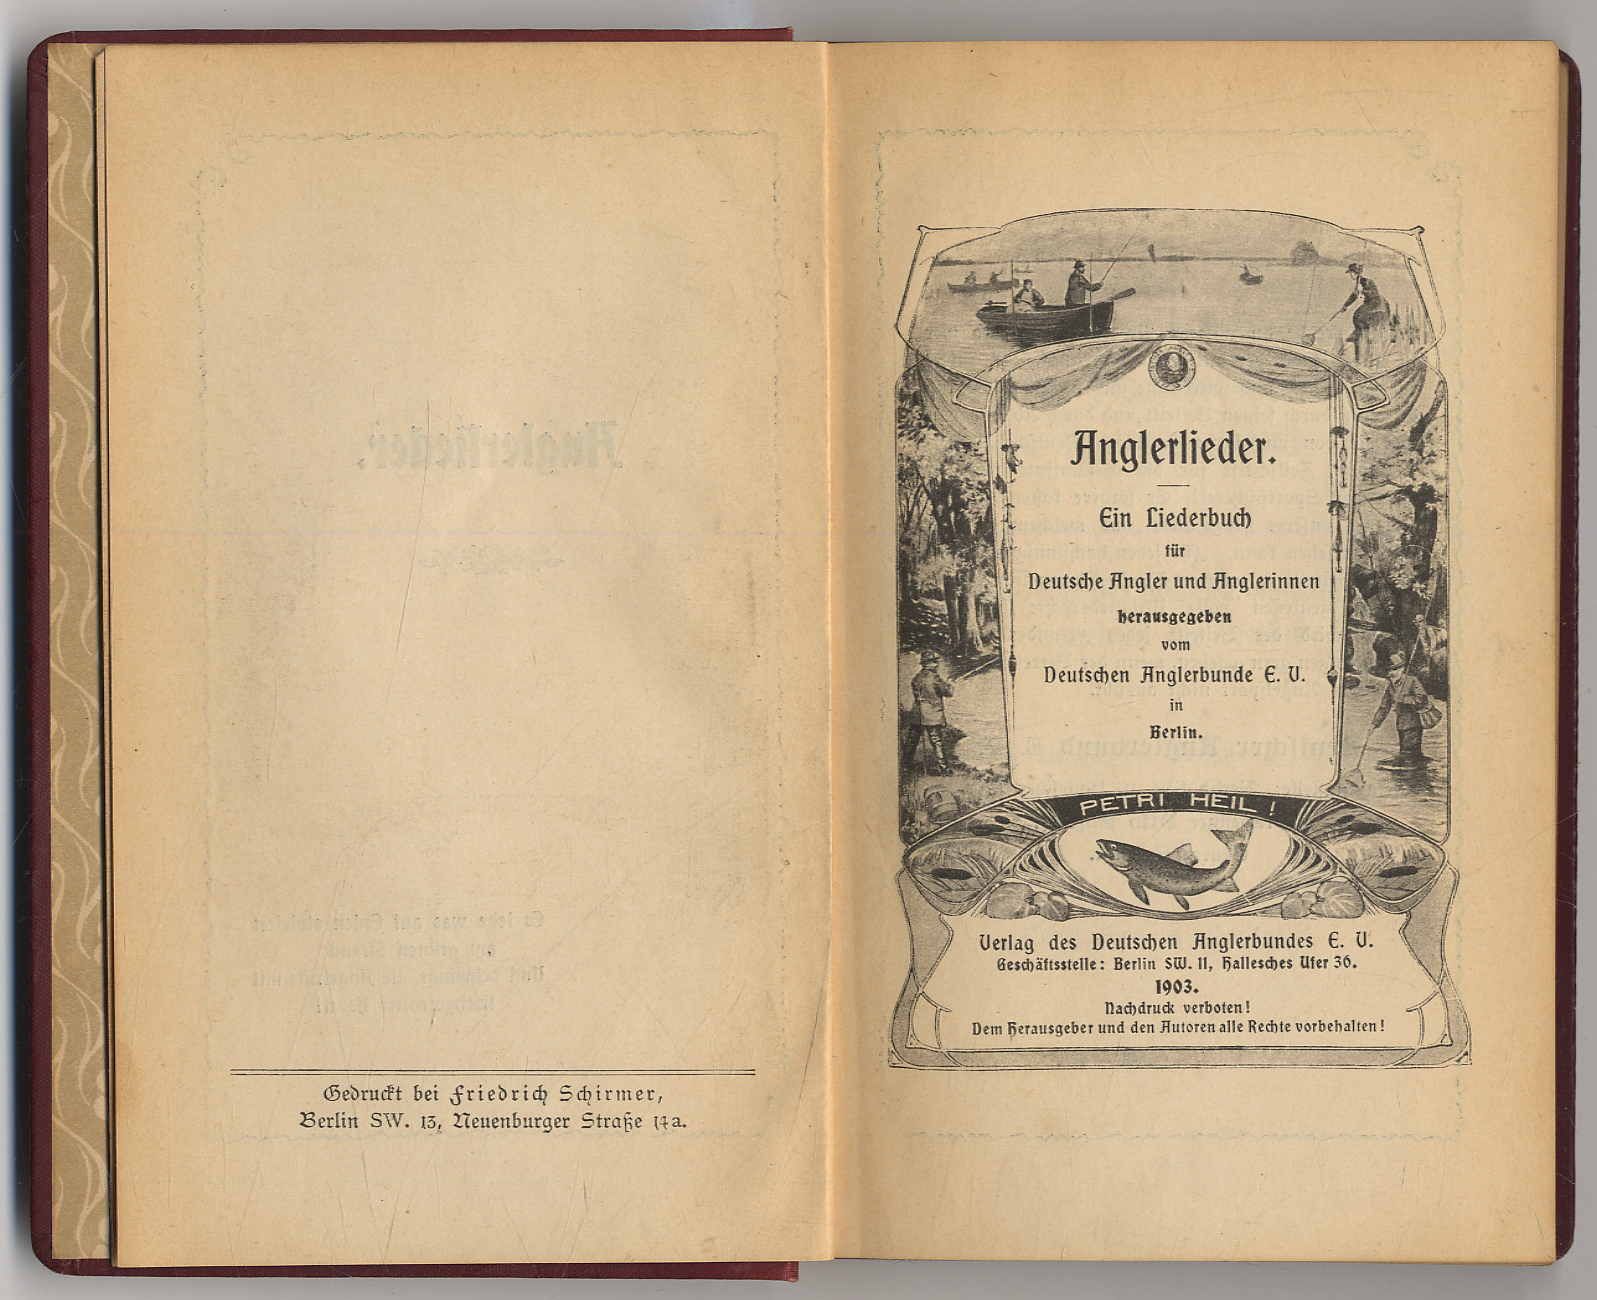 Gedruckt bei Friedrich Schirmer,
Berlin SW. 13, Neuenburger Straße 14a.
Anglerlieder.
Ein Liederbuch
für
Deutsche Angler und Anglerinnen
herausgegeben
vom
Deutschen Anglerbunde E. V.
in
Berlin.
PETRI HEIL!
Verlag des Deutschen Anglerbundes E. V.
Geschäftsstelle: Berlin SW. 11, Hallesches Ufer 36.
1903.
Nachdruck verboten!
Dem Herausgeber und den Autoren alle Rechte vorbehalten!